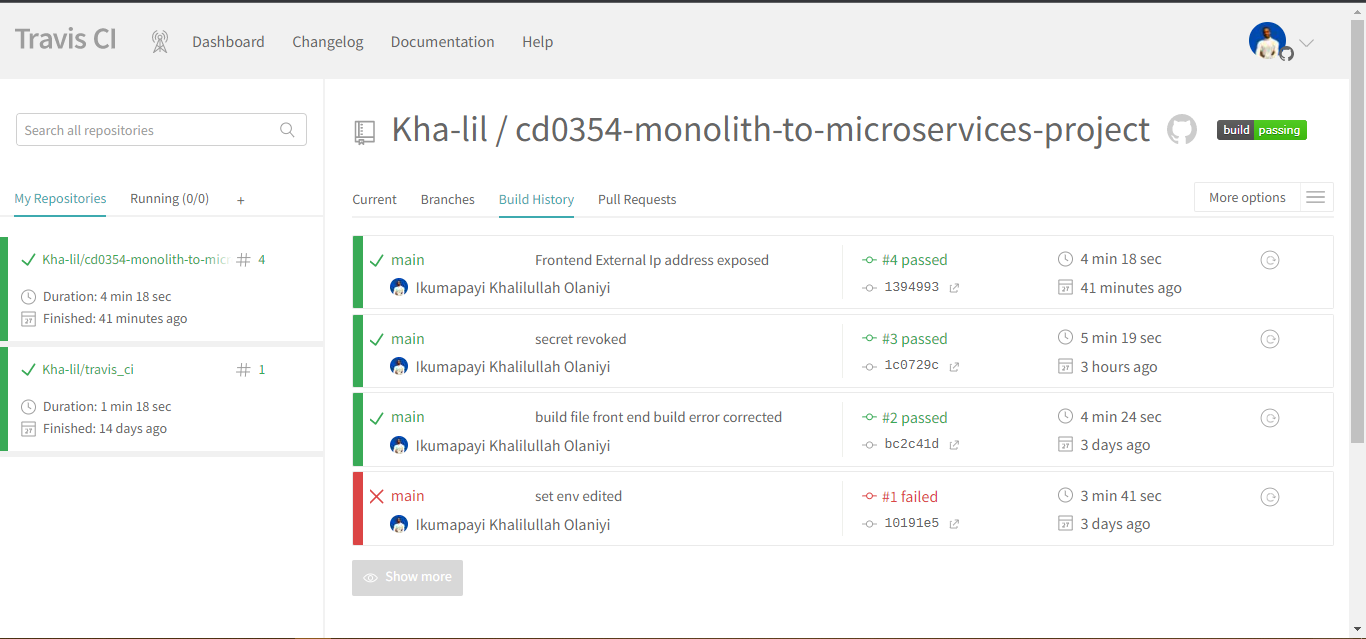 Travis CI
Dashboard Changelog Documentation Help
Search all repositories
My Repositories Running (0/0) +
Kha-lil/cd0354-monolith-to-micr # 4
Duration: 4 min 18 sec
Finished: 41 minutes ago
Kha-lil/travis_ci # 1
Duration: 1 min 18 sec
Finished: 14 days ago
Kha-lil / cd0354-monolith-to-microservices-project build passing
Current Branches Build History Pull Requests More options
main Frontend External Ip address exposed #4 passed 4 min 18 sec
Ikumapayi Khalilullah Olaniyi 1394993 41 minutes ago
main secret revoked #3 passed 5 min 19 sec
Ikumapayi Khalilullah Olaniyi 1c0729c 3 hours ago
main build file front end build error corrected #2 passed 4 min 24 sec
Ikumapayi Khalilullah Olaniyi bc2c41d 3 days ago
main set env edited #1 failed 3 min 41 sec
Ikumapayi Khalilullah Olaniyi 10191e5 3 days ago
Show more